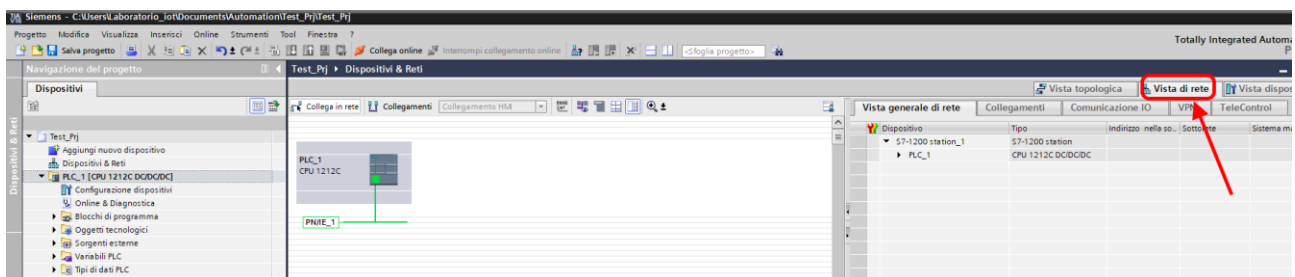 Siemens - C:\Users\Laboratorio_iot\Documents\Automation\Test_Prj\Test_Prj
Progetto Modifica Visualizza Inserisci Online Strumenti Tool Finestra ?
Salva progetto Collega online Interrompi collegamento online <Sfoglia progetto>
Totally Integrated Automa
P
Navigazione del progetto
Test_Prj Dispositivi & Reti
Dispositivi
Vista topologica Vista di rete Vista dispos
Collega in rete Collegamenti Collegamento HMI
Vista generale di rete Collegamenti Comunicazione IO VPN TeleControl
Dispositivi & Reti
Test_Prj
Aggiungi nuovo dispositivo
Dispositivi & Reti
PLC_1 [CPU 1212C DC/DC/DC]
Configurazione dispositivi
Online & Diagnostica
Blocchi di programma
Oggetti tecnologici
Sorgenti esterne
Variabili PLC
Tipi di dati PLC
PLC_1
CPU 1212C
PN/IE_1
Dispositivo Tipo Indirizzo nella so... Sottorete Sistema ma
S7-1200 station_1 S7-1200 station
PLC_1 CPU 1212C DC/DC/DC